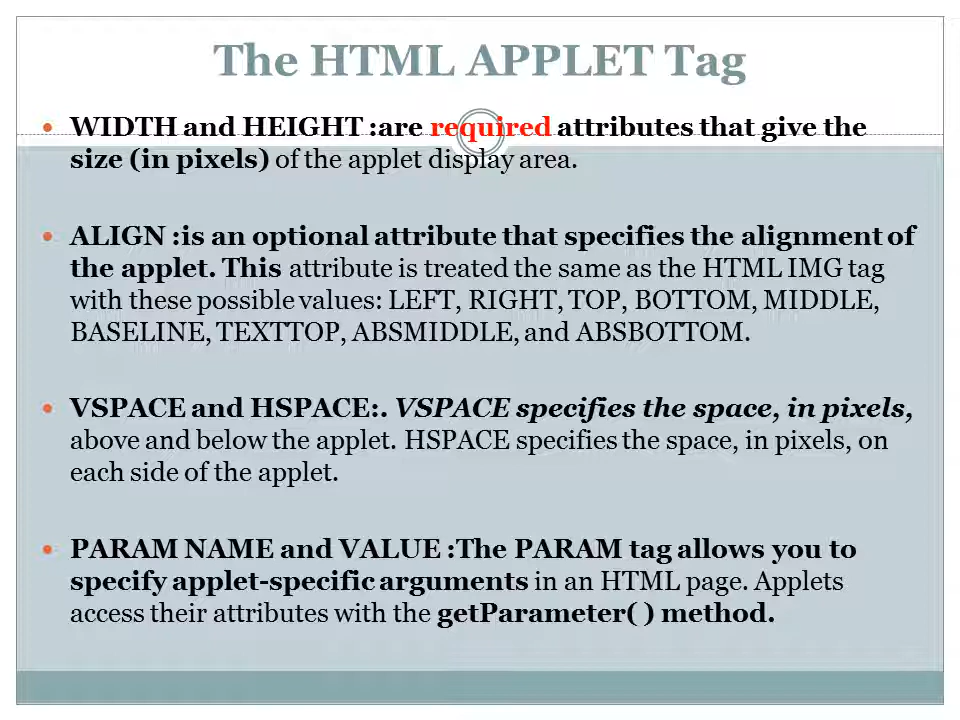 The HTML APPLET Tag
• WIDTH and HEIGHT :are required attributes that give the
size (in pixels) of the applet display area.
• ALIGN :is an optional attribute that specifies the alignment of
the applet. This attribute is treated the same as the HTML IMG tag
with these possible values: LEFT, RIGHT, TOP, BOTTOM, MIDDLE,
BASELINE, TEXTTOP, ABSMIDDLE, and ABSBOTTOM.
• VSPACE and HSPACE:. VSPACE specifies the space, in pixels,
above and below the applet. HSPACE specifies the space, in pixels, on
each side of the applet.
• PARAM NAME and VALUE :The PARAM tag allows you to
specify applet-specific arguments in an HTML page. Applets
access their attributes with the getParameter( ) method.